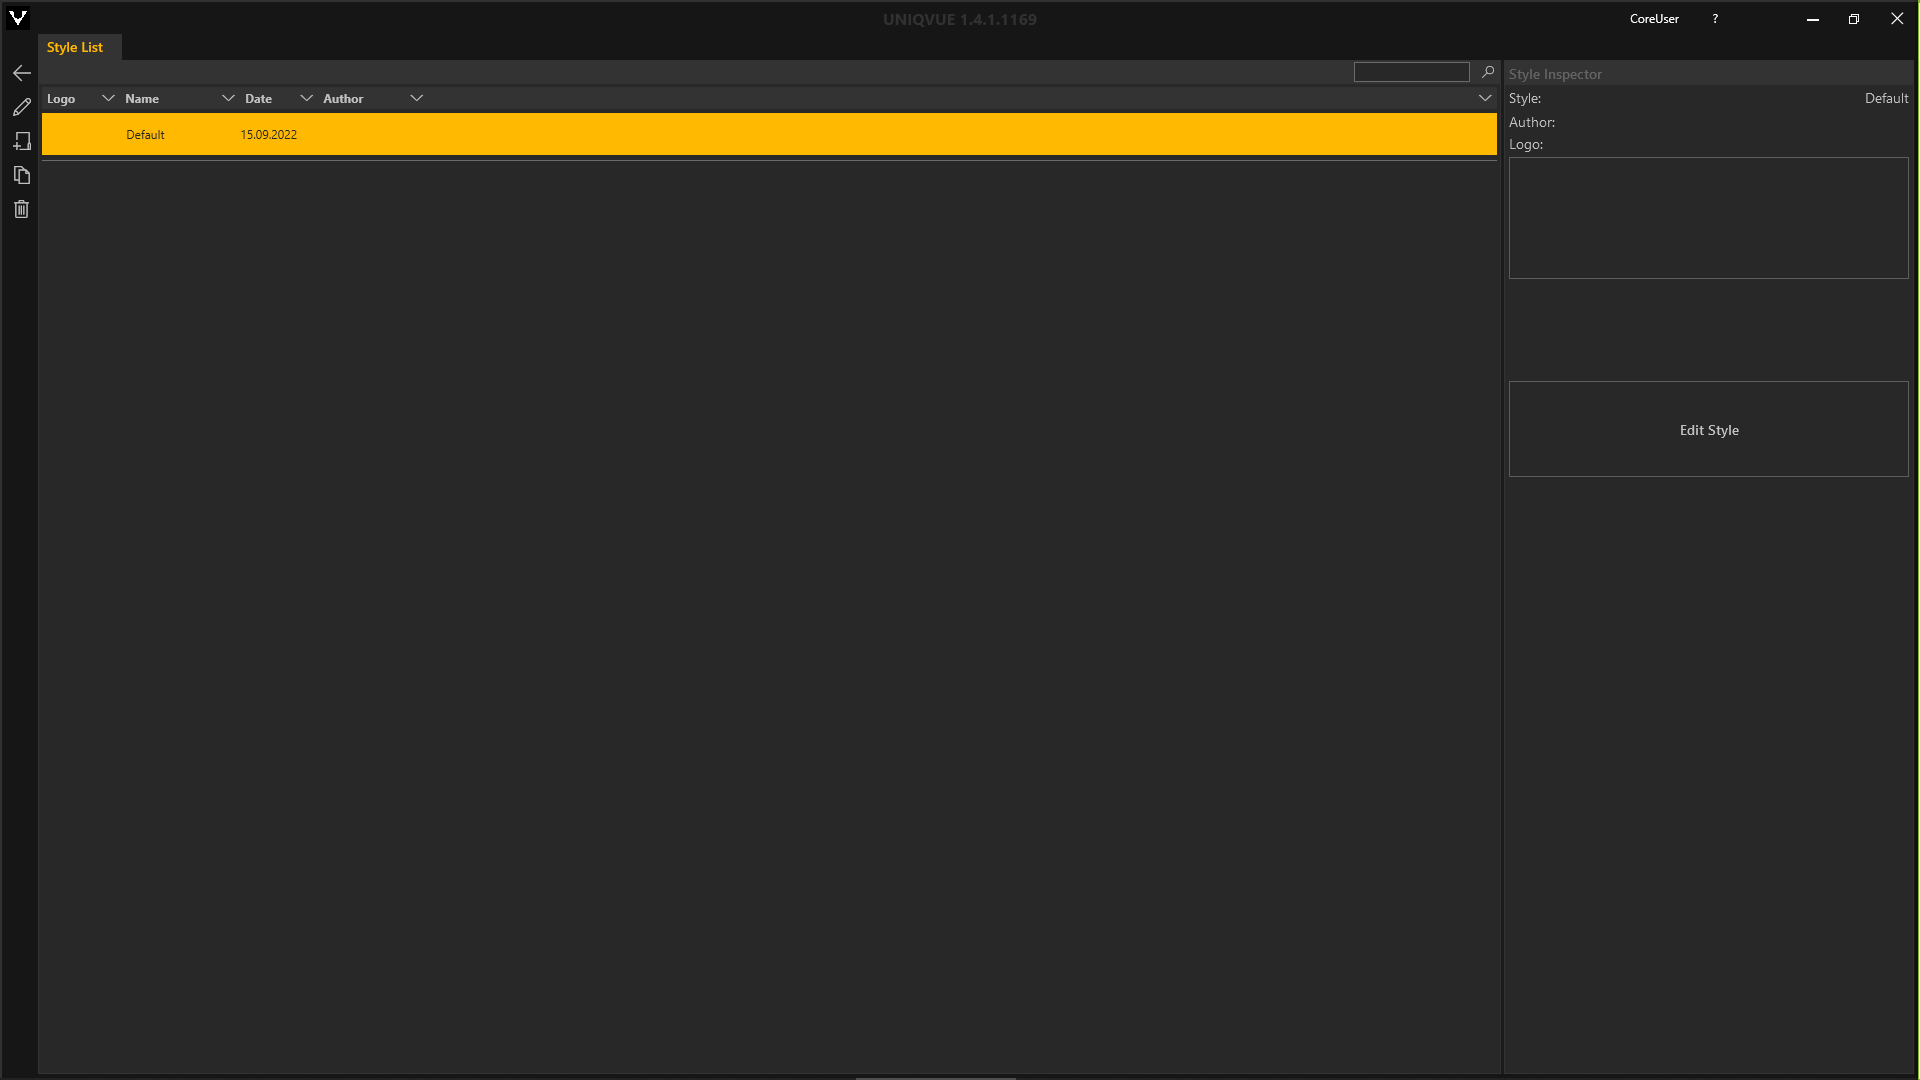 UNIQVUE 1.4.1.1169
CoreUser ?
Style List
Style Inspector
Logo Name Date Author
Style: Default
Author:
Default 15.09.2022
Logo:
Edit Style